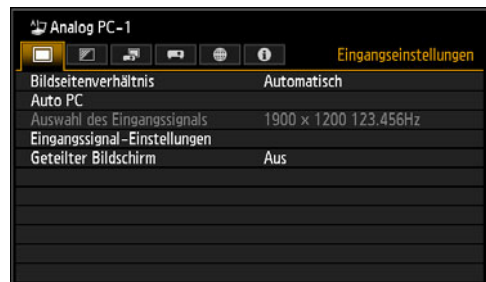 Analog PC-1
Eingangseinstellungen
Bildseitenverhältnis Automatisch
Auto PC
Auswahl des Eingangssignals 1900 × 1200 123.456Hz
Eingangssignal-Einstellungen
Geteilter Bildschirm Aus